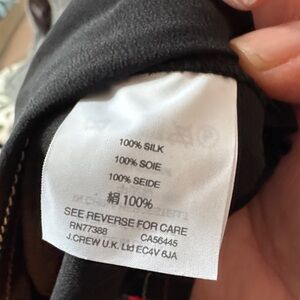 100% SILK
100% SOIE
100% SEIDE
絹 100%
SEE REVERSE FOR CARE
RN77388 CA56445
J.CREW U.K. Ltd EC4V 6JA